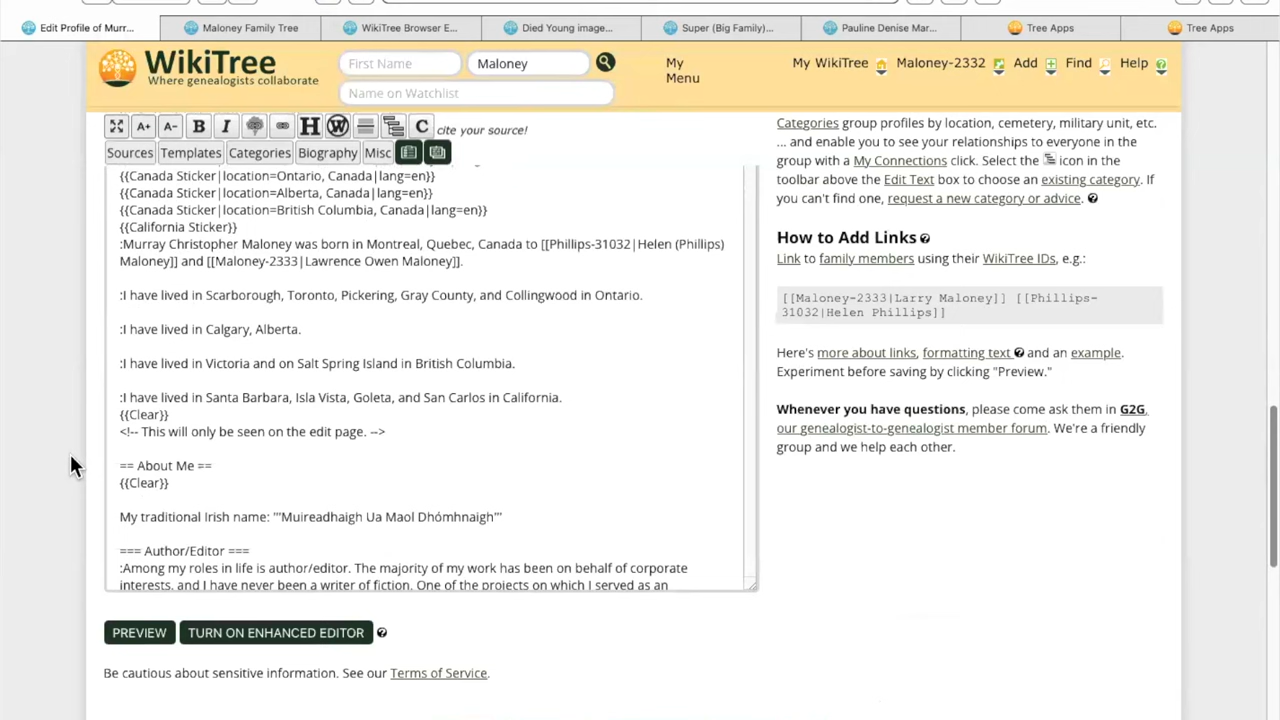 Edit Profile of Murr...
Maloney Family Tree
WikiTree Browser E...
Died Young image...
Super (Big Family)...
Pauline Denise Mar...
Tree Apps
Tree Apps
WikiTree
Where genealogists collaborate
First Name
Maloney
Name on Watchlist
My Menu
My WikiTree
Maloney-2332
Add
Find
Help
A+ A- B I H W C cite your source!
Sources Templates Categories Biography Misc
{{Canada Sticker|location=Ontario, Canada|lang=en}}
{{Canada Sticker|location=Alberta, Canada|lang=en}}
{{Canada Sticker|location=British Columbia, Canada|lang=en}}
{{California Sticker}}
:Murray Christopher Maloney was born in Montreal, Quebec, Canada to [[Phillips-31032|Helen (Phillips)
Maloney]] and [[Maloney-2333|Lawrence Owen Maloney]].
:I have lived in Scarborough, Toronto, Pickering, Gray County, and Collingwood in Ontario.
:I have lived in Calgary, Alberta.
:I have lived in Victoria and on Salt Spring Island in British Columbia.
:I have lived in Santa Barbara, Isla Vista, Goleta, and San Carlos in California.
{{Clear}}
<!-- This will only be seen on the edit page. -->
== About Me ==
{{Clear}}
My traditional Irish name: '''Muireadhaigh Ua Maol Dhómhnaigh'''
=== Author/Editor ===
:Among my roles in life is author/editor. The majority of my work has been on behalf of corporate
interests, and I have never been a writer of fiction. One of the projects on which I served as an
PREVIEW
TURN ON ENHANCED EDITOR
Be cautious about sensitive information. See our Terms of Service.
Categories group profiles by location, cemetery, military unit, etc.
... and enable you to see your relationships to everyone in the
group with a My Connections click. Select the icon in the
toolbar above the Edit Text box to choose an existing category. If
you can't find one, request a new category or advice.
How to Add Links
Link to family members using their WikiTree IDs, e.g.:
[[Maloney-2333|Larry Maloney]] [[Phillips-
31032|Helen Phillips]]
Here's more about links, formatting text and an example.
Experiment before saving by clicking "Preview."
Whenever you have questions, please come ask them in G2G,
our genealogist-to-genealogist member forum. We're a friendly
group and we help each other.